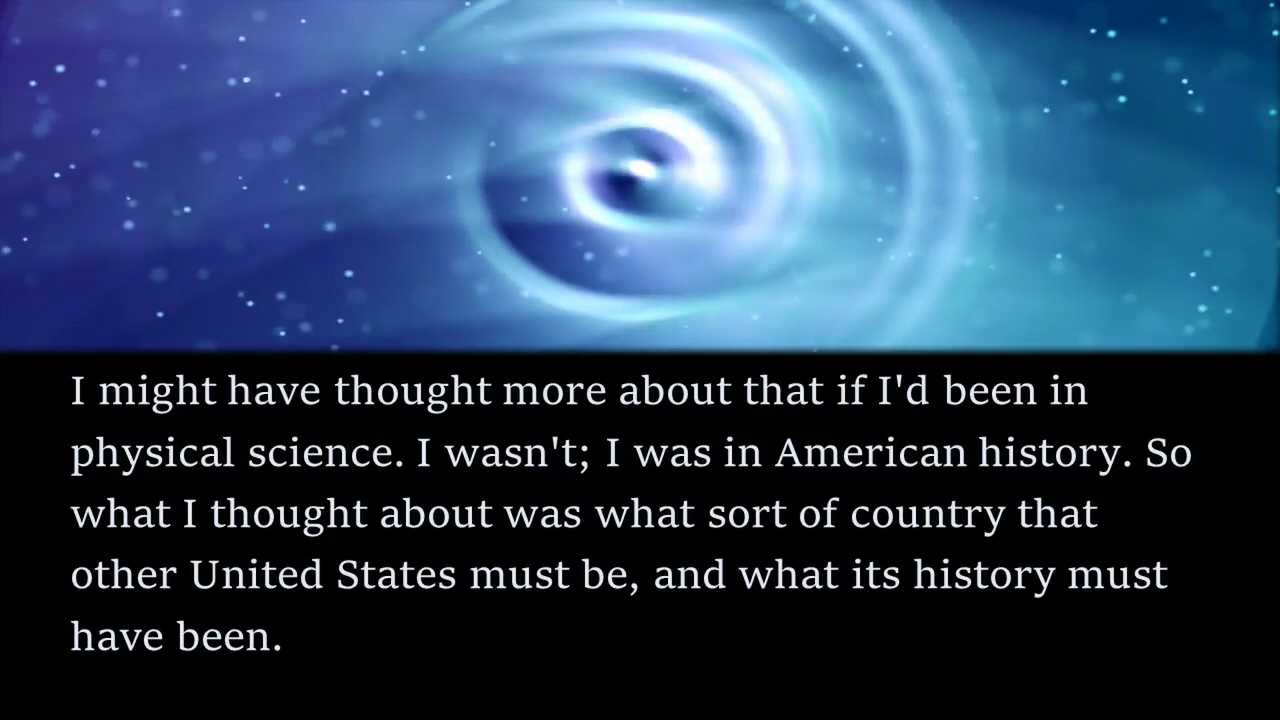 I might have thought more about that if I'd been in
physical science. I wasn't; I was in American history. So
what I thought about was what sort of country that
other United States must be, and what its history must
have been.